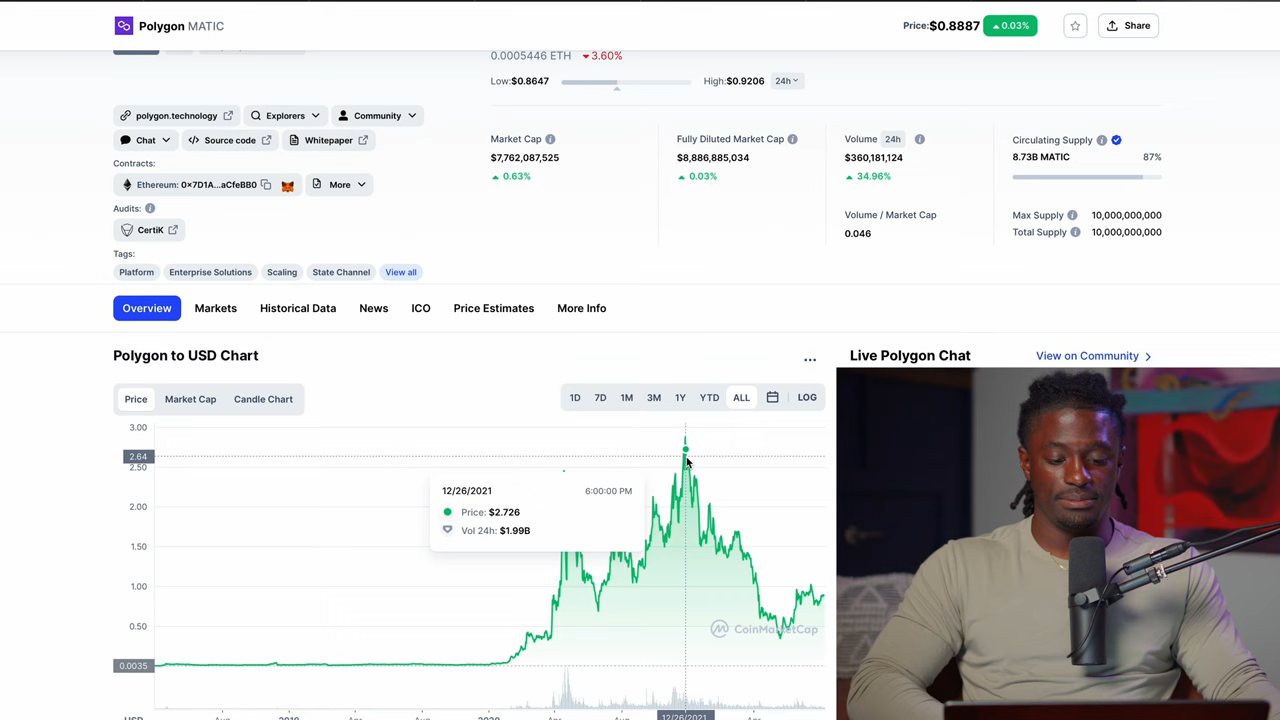 Polygon MATIC
Price:$0.8887
0.03%
Share
0.0005446 ETH
3.60%
Low:$0.8647
High:$0.9206
24h
polygon.technology
Explorers
Community
Chat
Source code
Whitepaper
Contracts:
Ethereum: 0x7D1A...aCfeBB0
More
Audits:
CertiK
Tags:
Platform
Enterprise Solutions
Scaling
State Channel
View all
Market Cap
$7,762,087,525
0.63%
Fully Diluted Market Cap
$8,886,885,034
0.03%
Volume 24h
$360,181,124
34.96%
Volume / Market Cap
0.046
Circulating Supply
8.73B MATIC
87%
Max Supply
10,000,000,000
Total Supply
10,000,000,000
Overview
Markets
Historical Data
News
ICO
Price Estimates
More Info
Polygon to USD Chart
Live Polygon Chat
View on Community
Price
Market Cap
Candle Chart
1D
7D
1M
3M
1Y
YTD
ALL
LOG
3.00
2.64
2.50
2.00
1.50
1.00
0.50
0.0035
12/26/2021
6:00:00 PM
Price: $2.726
Vol 24h: $1.99B
CoinMarketCap
USD
12/26/2021